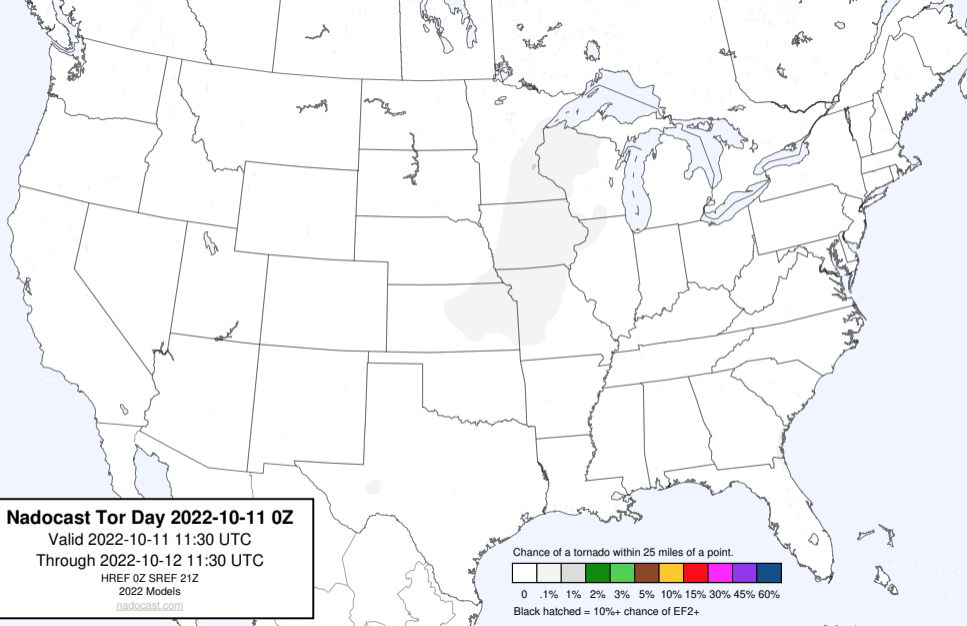 Nadocast Tor Day 2022-10-11 0Z
Valid 2022-10-11 11:30 UTC
Through 2022-10-12 11:30 UTC
HREF 0Z SREF 21Z
2022 Models
nadocast.com
Chance of a tornado within 25 miles of a point.
0 .1% 1% 2% 3% 5% 10% 15% 30% 45% 60%
Black hatched = 10%+ chance of EF2+